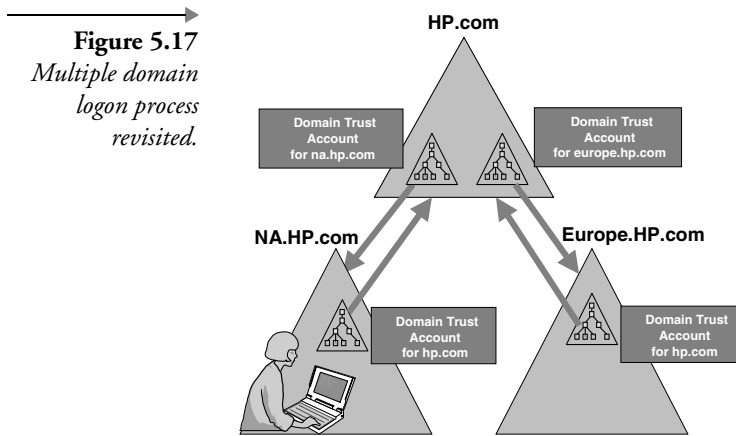 Figure 5.17
Multiple domain
logon process
revisited.
HP.com
Domain Trust
Account
for na.hp.com
Domain Trust
Account
for europe.hp.com
NA.HP.com
Europe.HP.com
Domain Trust
Account
for hp.com
Domain Trust
Account
for hp.com